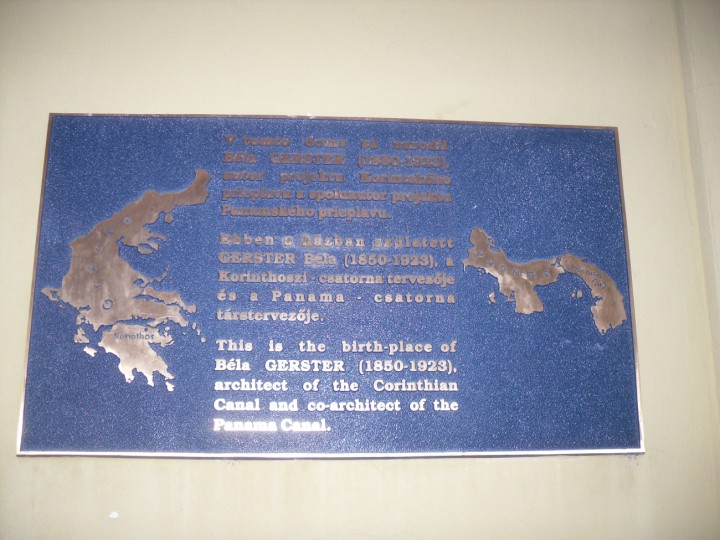 V tomto dome sa narodil
Béla GERSTER (1850-1923),
autor projektu Korintského
prieplavu a spoluautor projektu
Panamského prieplavu.
Ebben a házban született
GERSTER Béla (1850-1923), a
Korinthoszi - csatorna tervezője
és a Panama - csatorna
társtervezője.
This is the birth-place of
Béla GERSTER (1850-1923),
architect of the Corinthian
Canal and co-architect of the
Panama Canal.
Korinthos